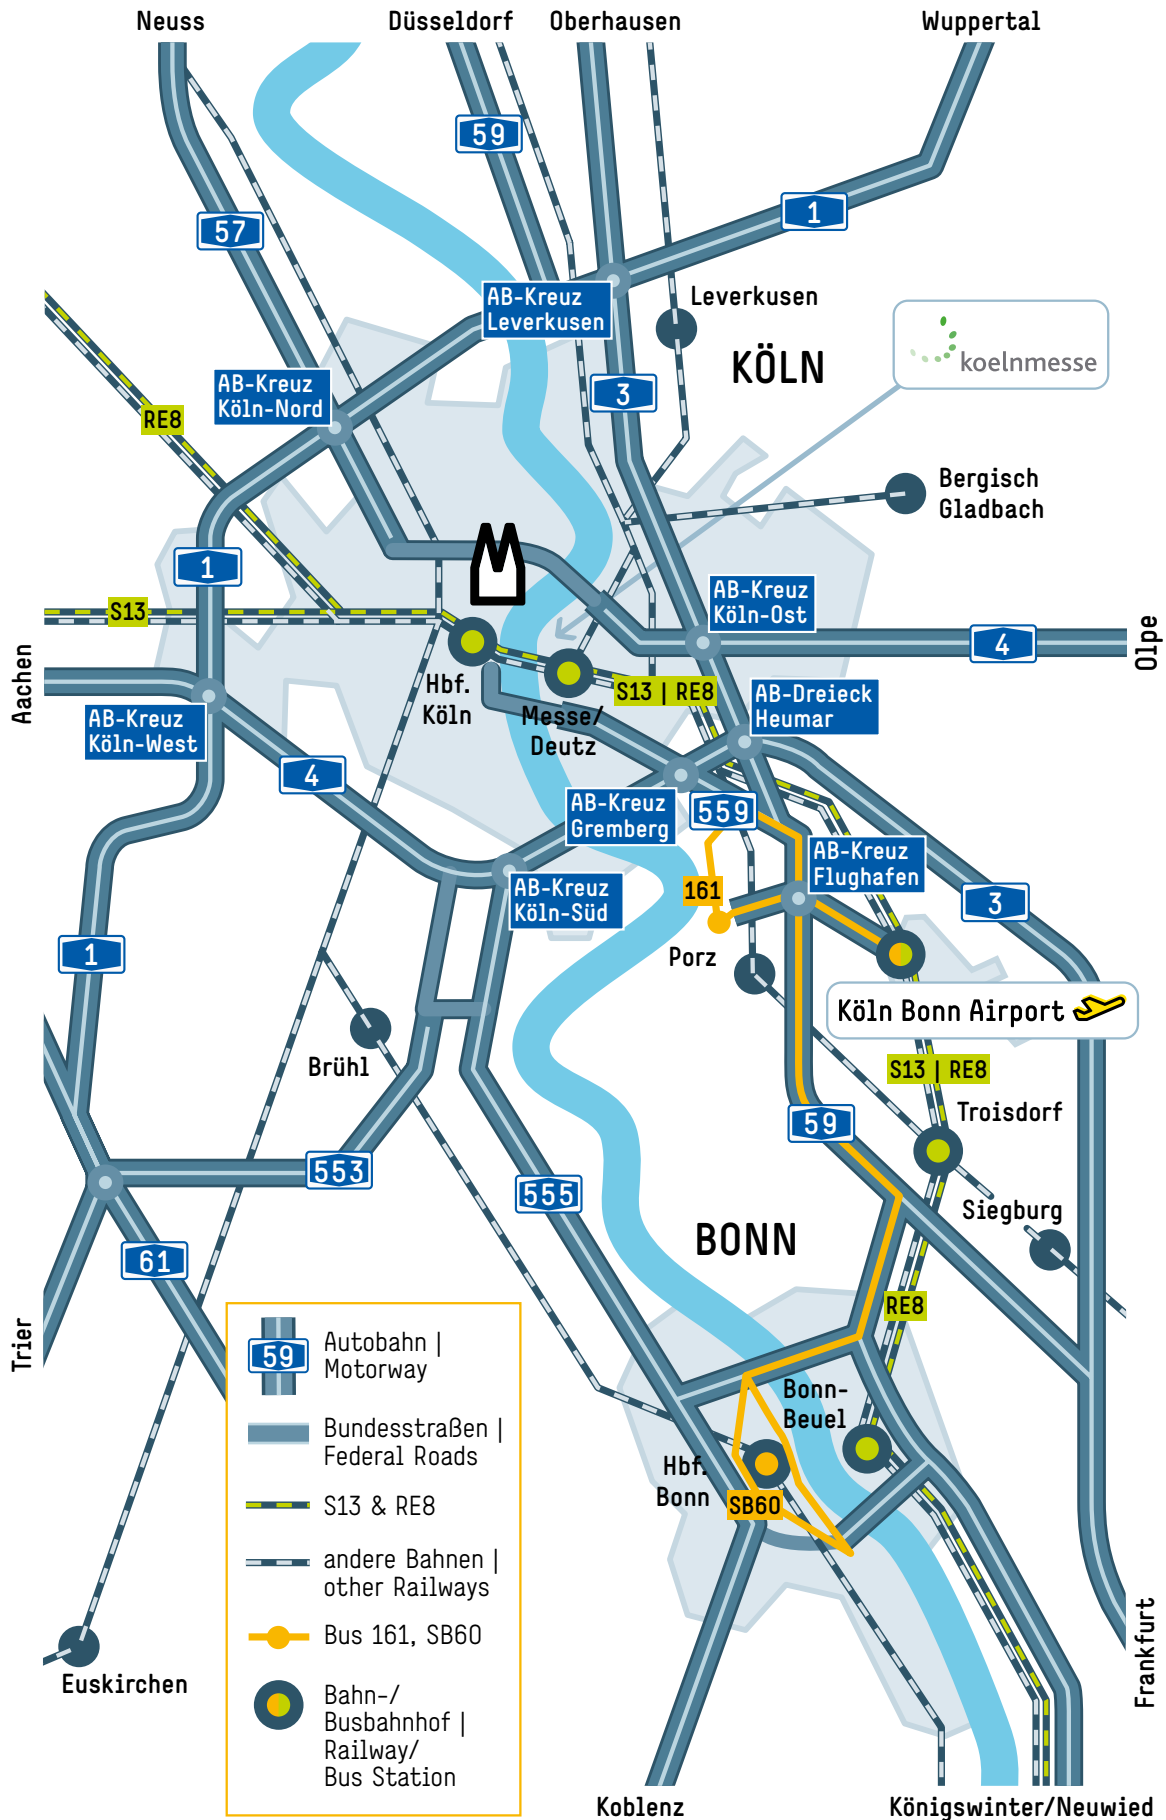 Neuss
Düsseldorf
Oberhausen
Wuppertal
59
1
57
AB-Kreuz
Leverkusen
Leverkusen
KÖLN
koelnmesse
AB-Kreuz
Köln-Nord
3
RE8
Bergisch
Gladbach
1
S13
AB-Kreuz
Köln-Ost
4
Olpe
Aachen
Hbf.
Köln
Messe/
Deutz
S13 | RE8
AB-Dreieck
Heumar
AB-Kreuz
Köln-West
4
AB-Kreuz
Gremberg
559
AB-Kreuz
Flughafen
AB-Kreuz
Köln-Süd
161
3
Porz
1
Köln Bonn Airport
Brühl
S13 | RE8
Troisdorf
59
553
555
Siegburg
BONN
61
RE8
Trier
59
Autobahn |
Motorway
Bundesstraßen |
Federal Roads
S13 & RE8
andere Bahnen |
other Railways
Bus 161, SB60
Bahn-/
Busbahnhof |
Railway/
Bus Station
Bonn-
Beuel
Hbf.
Bonn
SB60
Euskirchen
Frankfurt
Koblenz
Königswinter/Neuwied